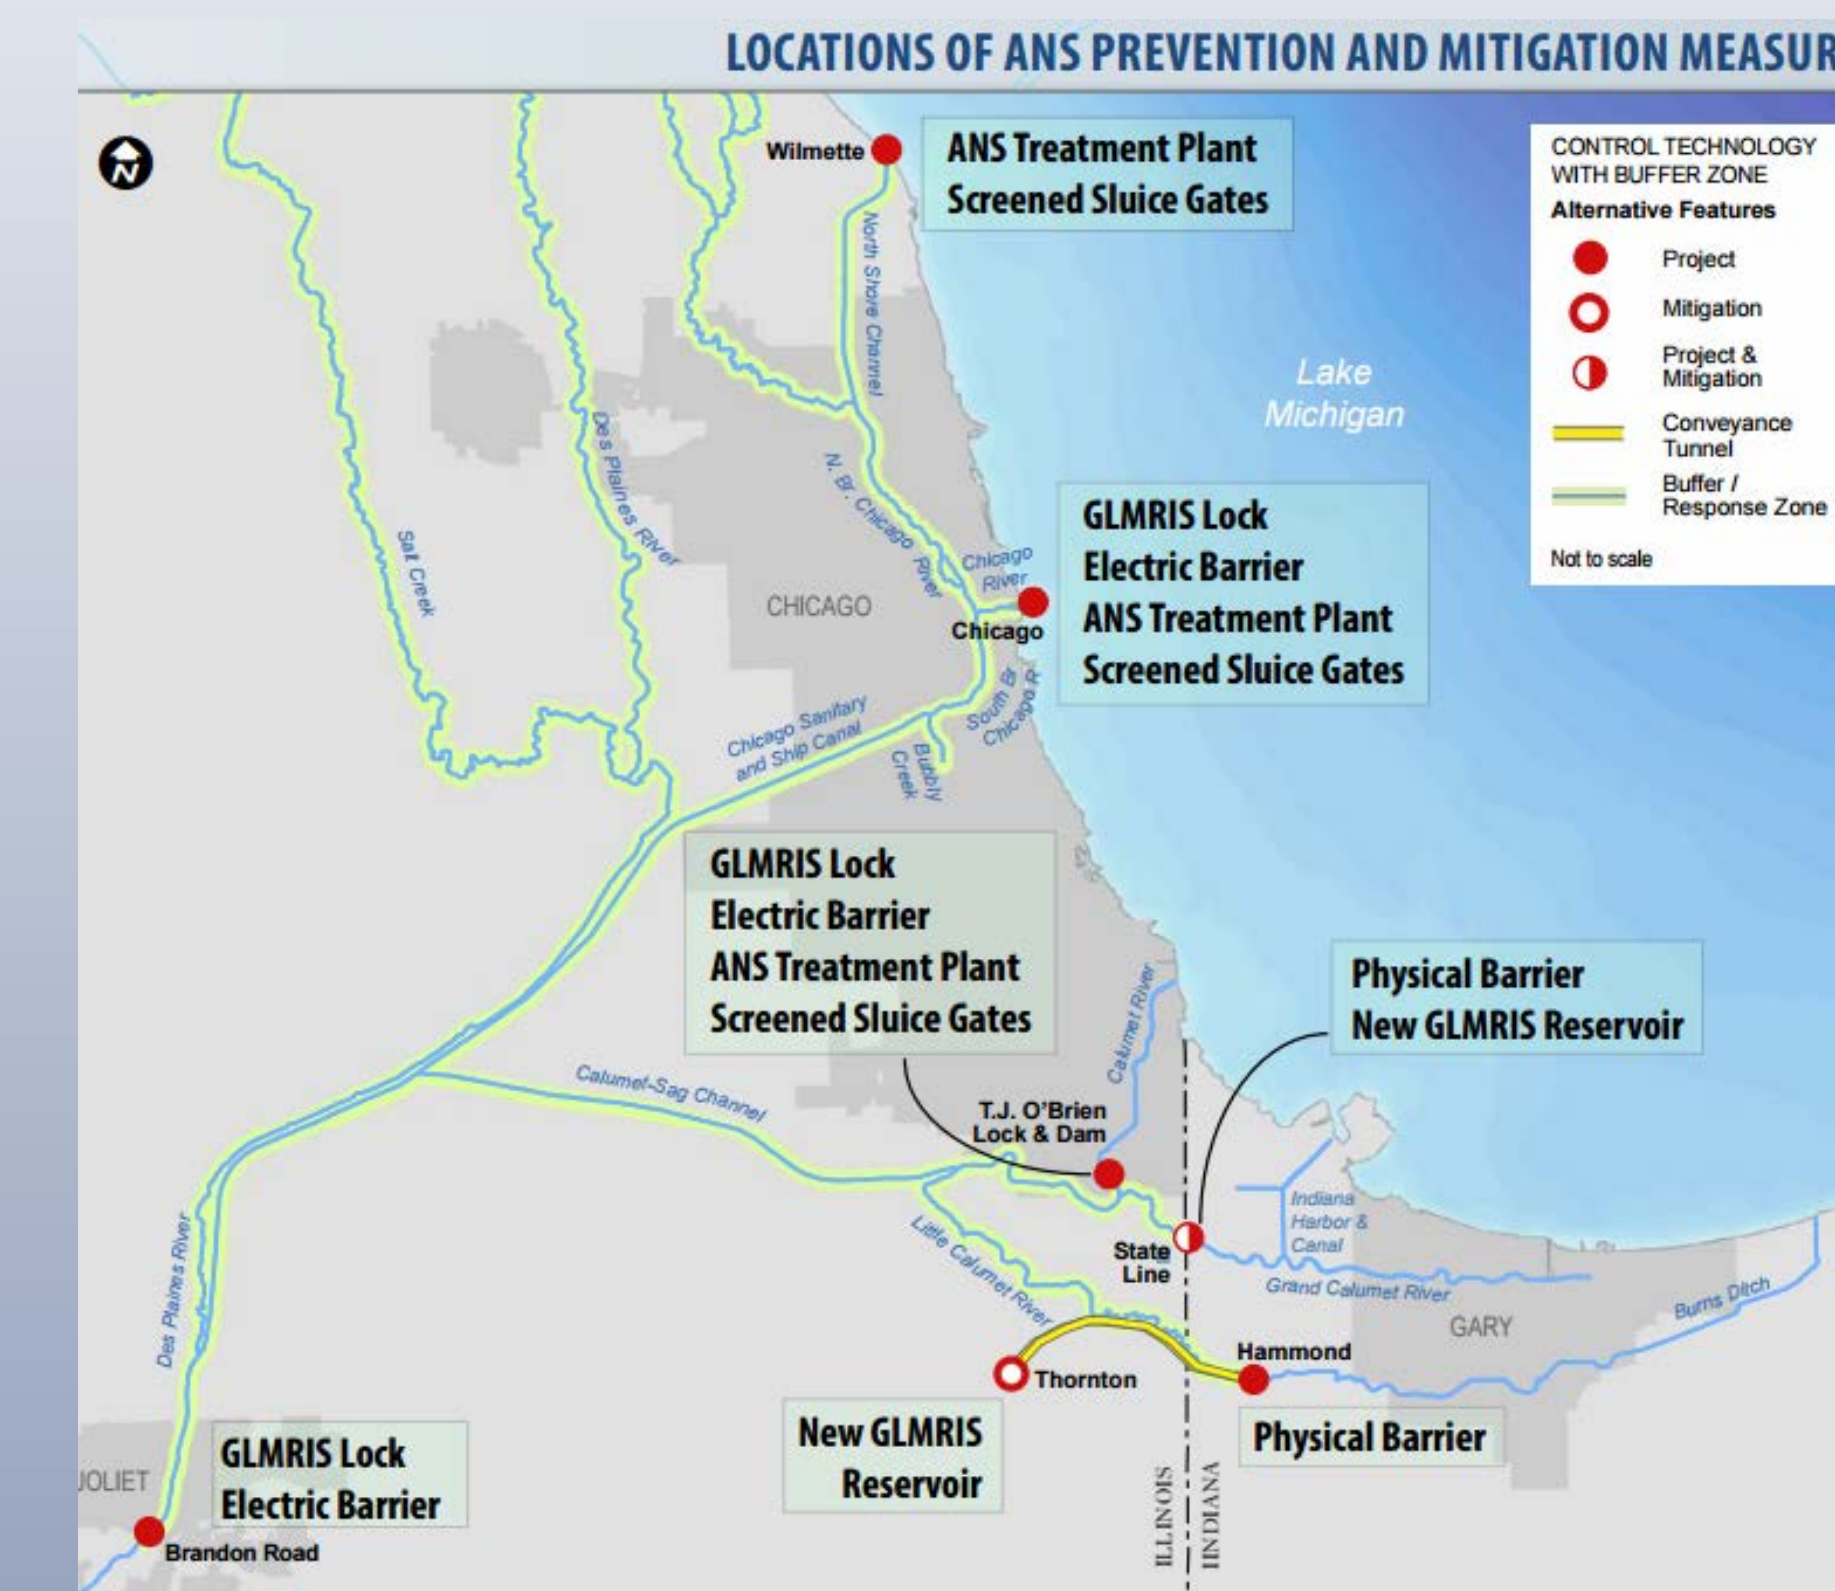 LOCATIONS OF ANS PREVENTION AND MITIGATION MEASUR
N
Wilmette
ANS Treatment Plant
Screened Sluice Gates
CONTROL TECHNOLOGY
WITH BUFFER ZONE
Alternative Features
Project
Mitigation
Project &
Mitigation
Conveyance
Tunnel
Buffer /
Response Zone
Not to scale
North Shore Channel
Lake
Michigan
Des Plaines River
N. Br. Chicago
River
Salt Creek
Chicago
River
CHICAGO
Chicago
GLMRIS Lock
Electric Barrier
ANS Treatment Plant
Screened Sluice Gates
South Br
Chicago R
Chicago Sanitary
and Ship Canal
Bubbly
Creek
GLMRIS Lock
Electric Barrier
ANS Treatment Plant
Screened Sluice Gates
Physical Barrier
New GLMRIS Reservoir
Calumet River
Calumet-Sag Channel
T.J. O'Brien
Lock & Dam
Indiana
Harbor &
Canal
State
Line
Little Calumet River
Grand Calumet River
Burns Ditch
GARY
Des Plaines River
Hammond
Thornton
New GLMRIS
Reservoir
Physical Barrier
ILLINOIS
INDIANA
JOLIET
GLMRIS Lock
Electric Barrier
Brandon Road